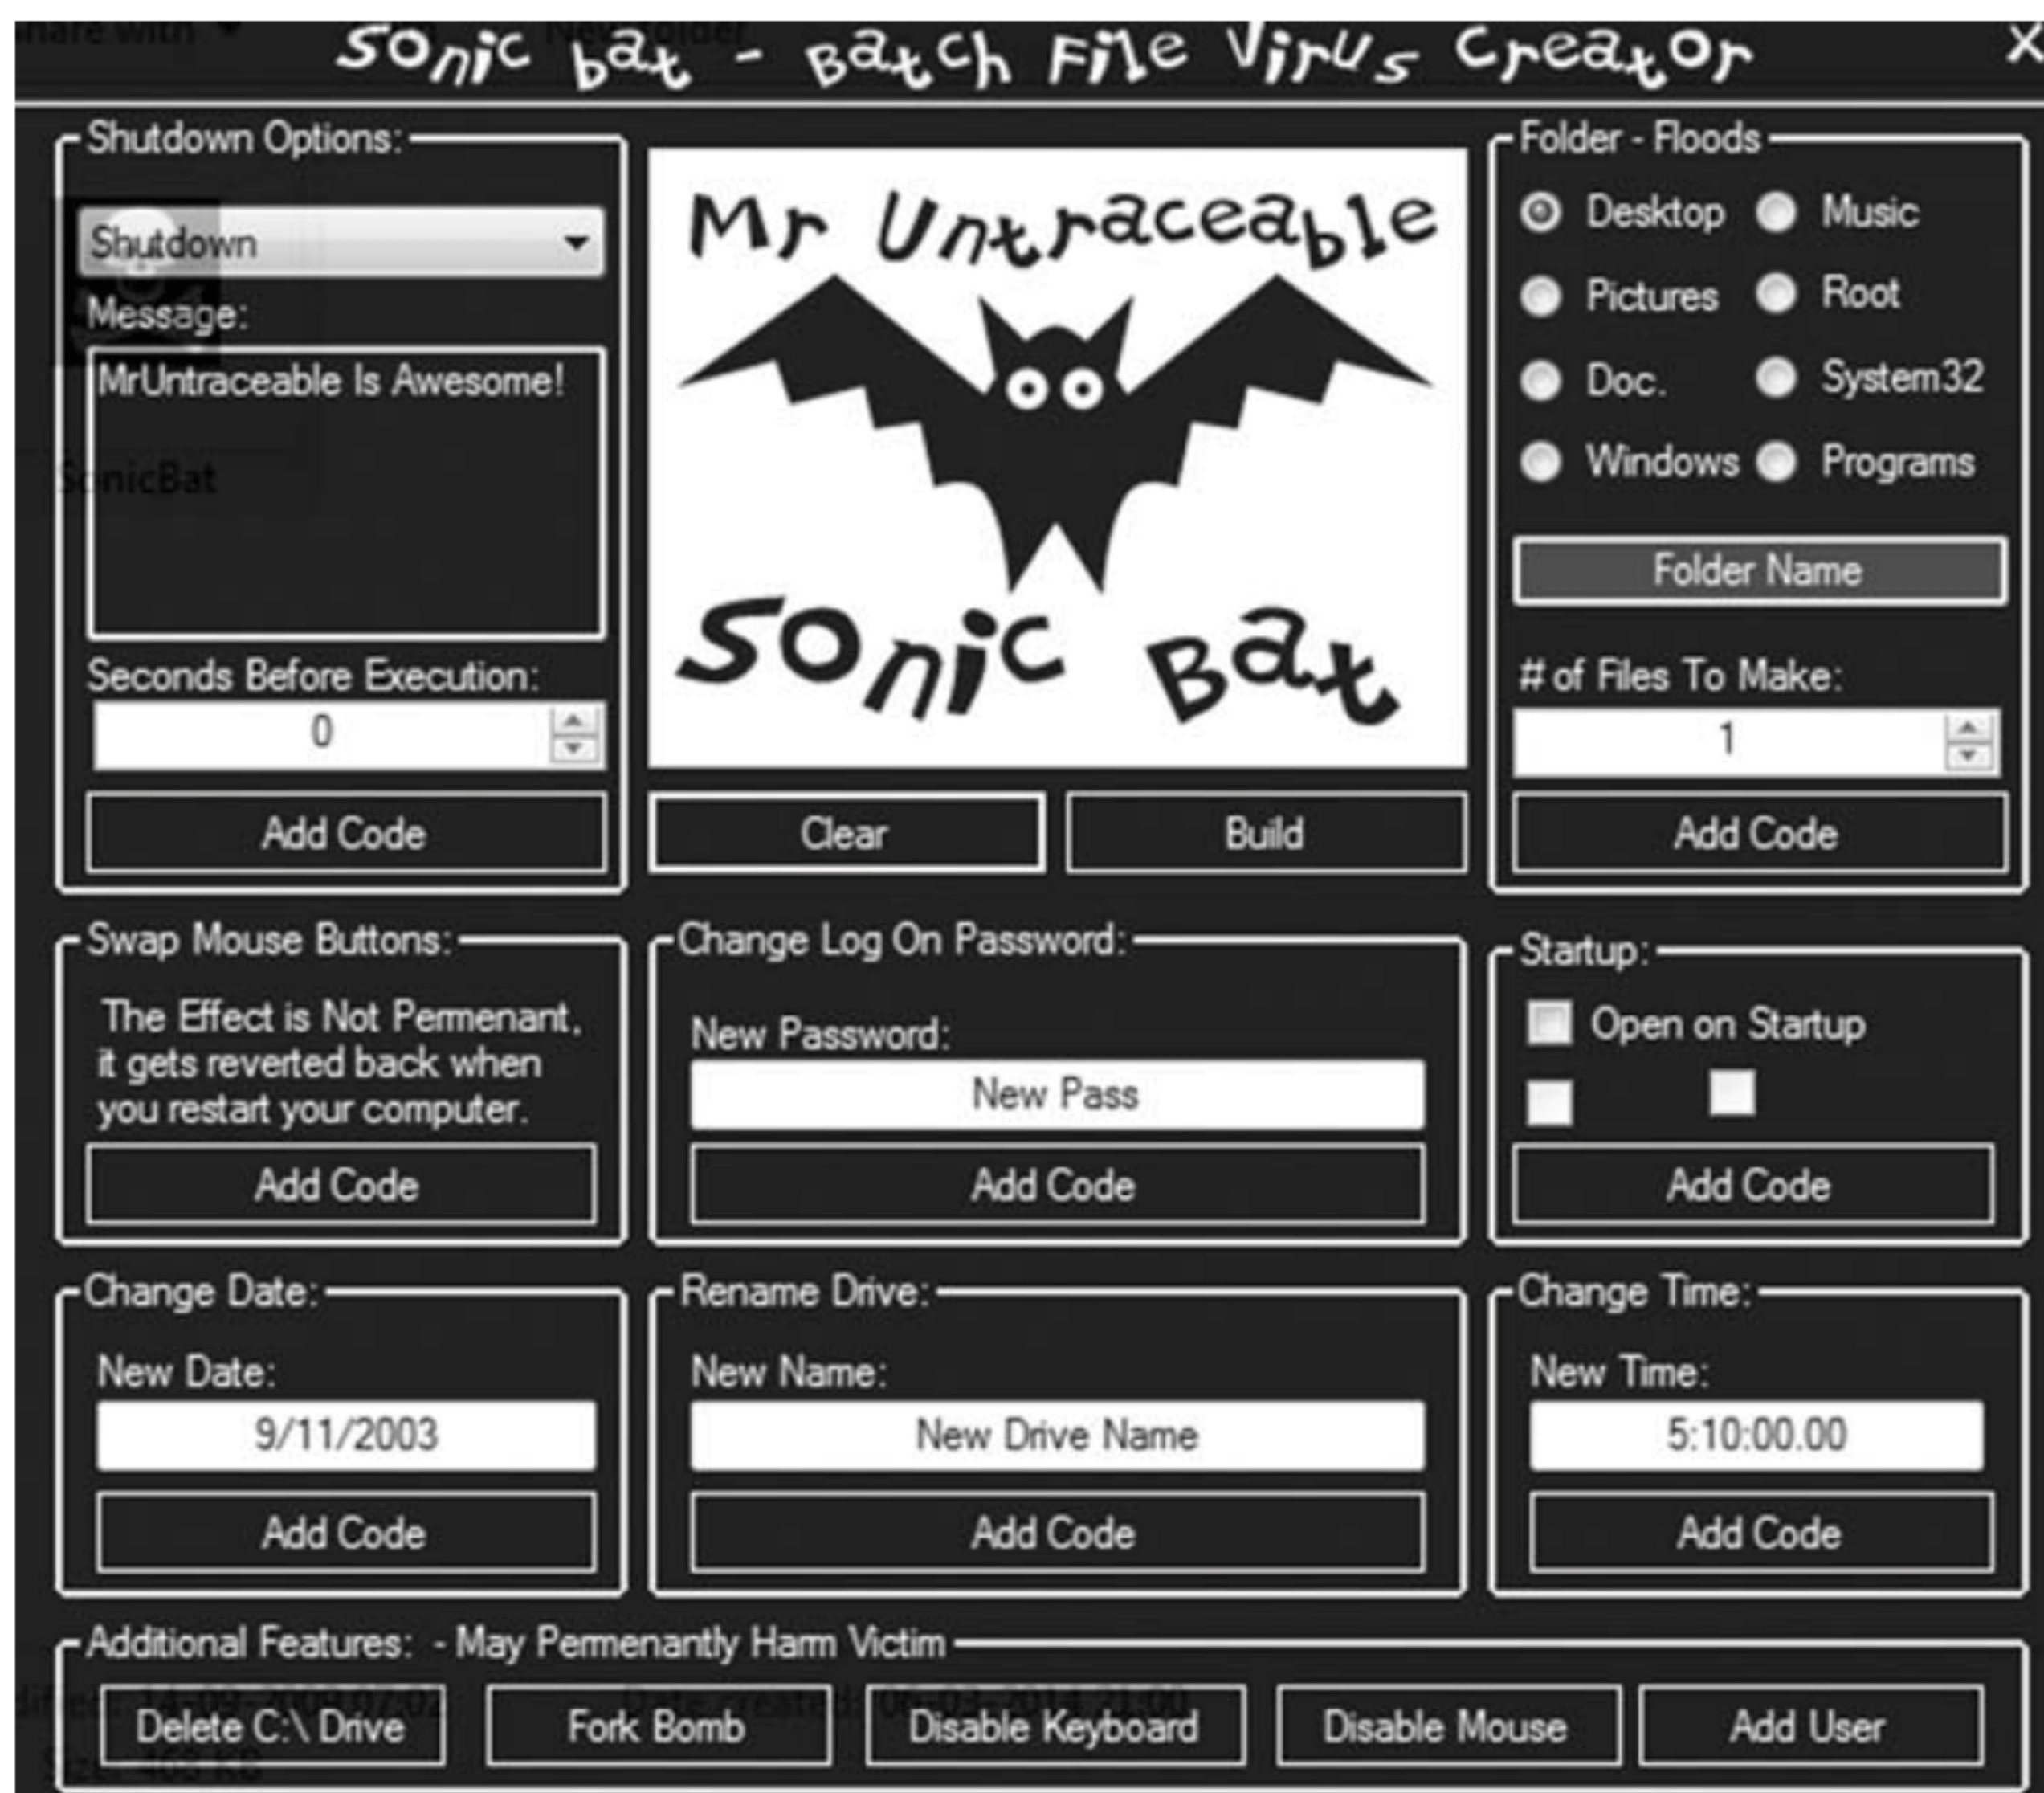 Sonic bat - Batch File Virus Creator X
Shutdown Options:
Shutdown
Message:
MrUntraceable Is Awesome!
SonicBat
Seconds Before Execution:
0
Add Code
Mr Untraceable
Sonic Bat
Clear
Build
Folder - Floods
Desktop Music
Pictures Root
Doc. System32
Windows Programs
Folder Name
# of Files To Make:
1
Add Code
Swap Mouse Buttons:
The Effect is Not Permenant,
it gets reverted back when
you restart your computer.
Add Code
Change Log On Password:
New Password:
New Pass
Add Code
Startup:
Open on Startup
Add Code
Change Date:
New Date:
9/11/2003
Add Code
Rename Drive:
New Name:
New Drive Name
Add Code
Change Time:
New Time:
5:10:00.00
Add Code
Additional Features: - May Permenantly Harm Victim
Delete C:\ Drive
Fork Bomb
Disable Keyboard
Disable Mouse
Add User